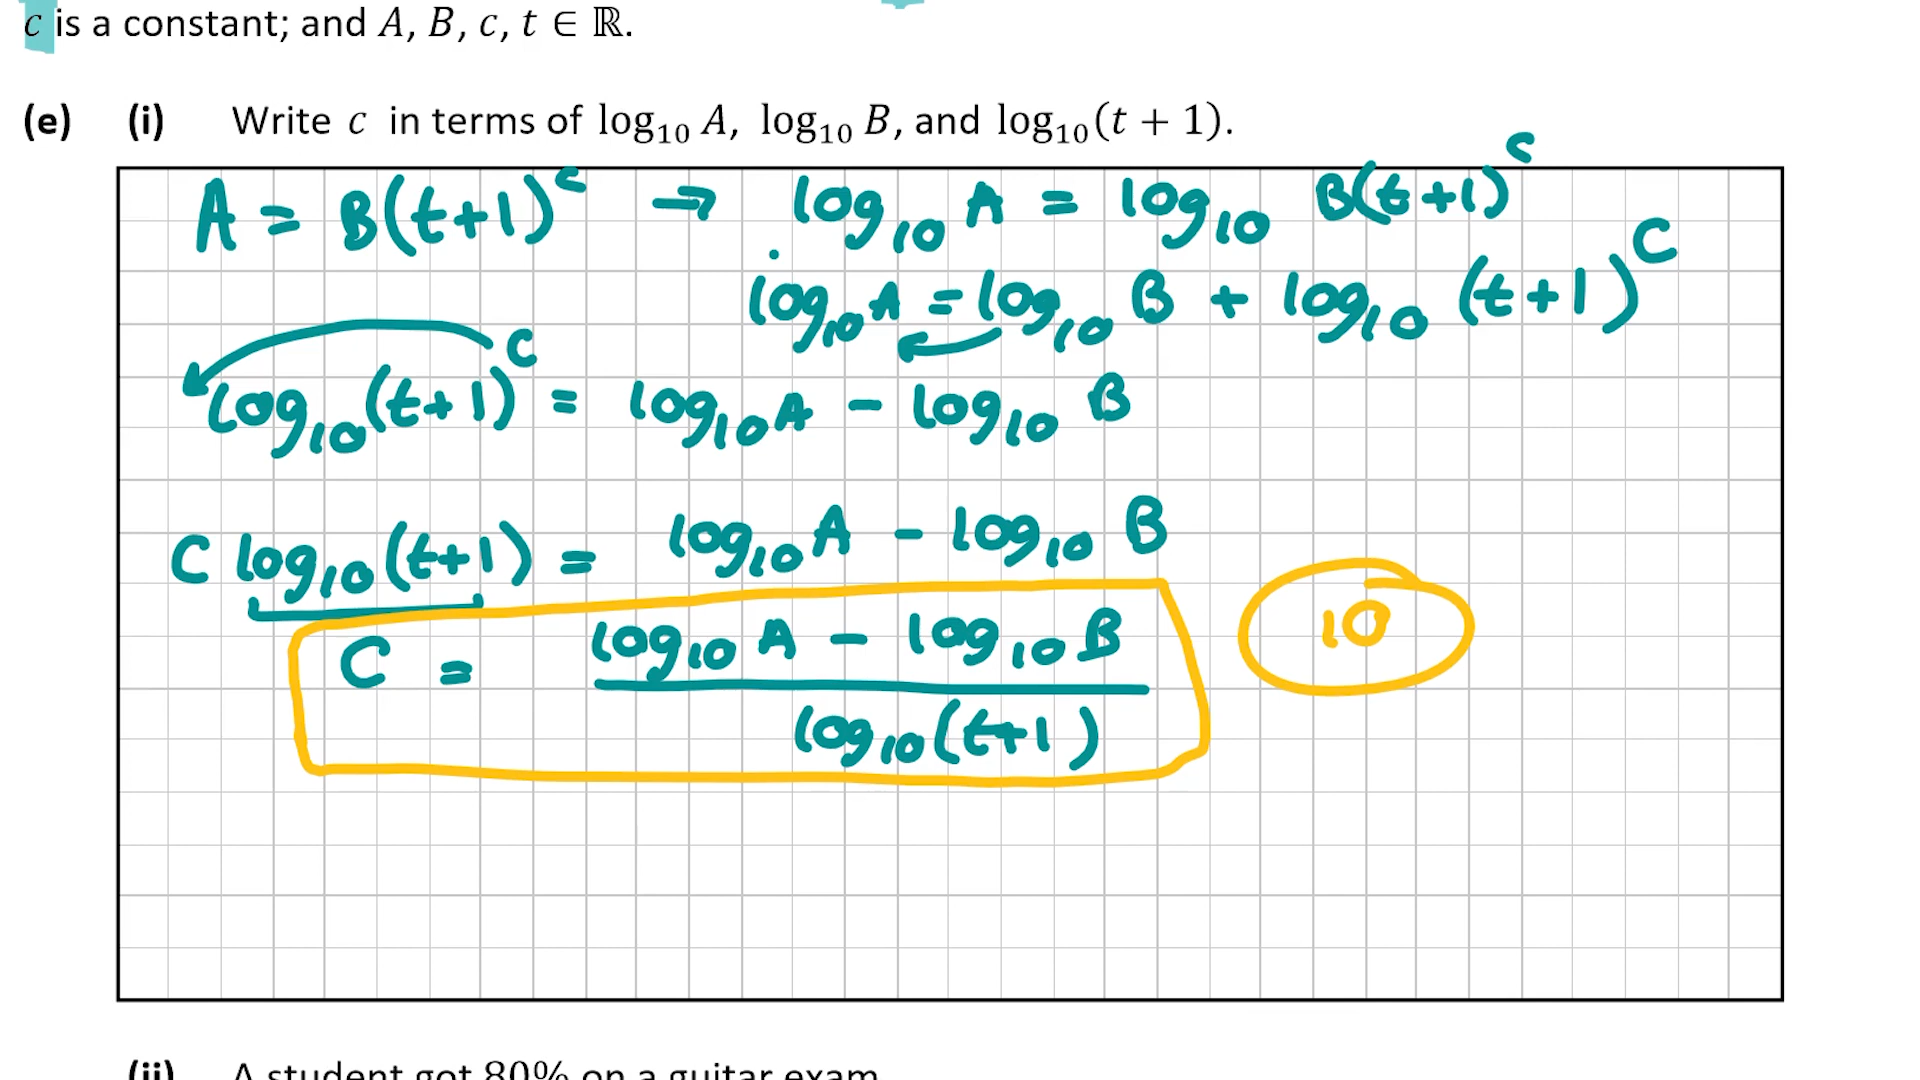 c is a constant; and A, B, c, t ∈ ℝ.
(e) (i) Write c in terms of log₁₀ A, log₁₀ B, and log₁₀(t + 1).
A = B(t+1)ᶜ → log₁₀ A = log₁₀ B(t+1)ᶜ
log₁₀ A = log₁₀ B + log₁₀ (t+1)ᶜ
log₁₀(t+1)ᶜ = log₁₀ A − log₁₀ B
C log₁₀(t+1) = log₁₀ A − log₁₀ B
C = log₁₀ A − log₁₀ B
log₁₀(t+1)
10
(ii) A student got 80% on a guitar exam